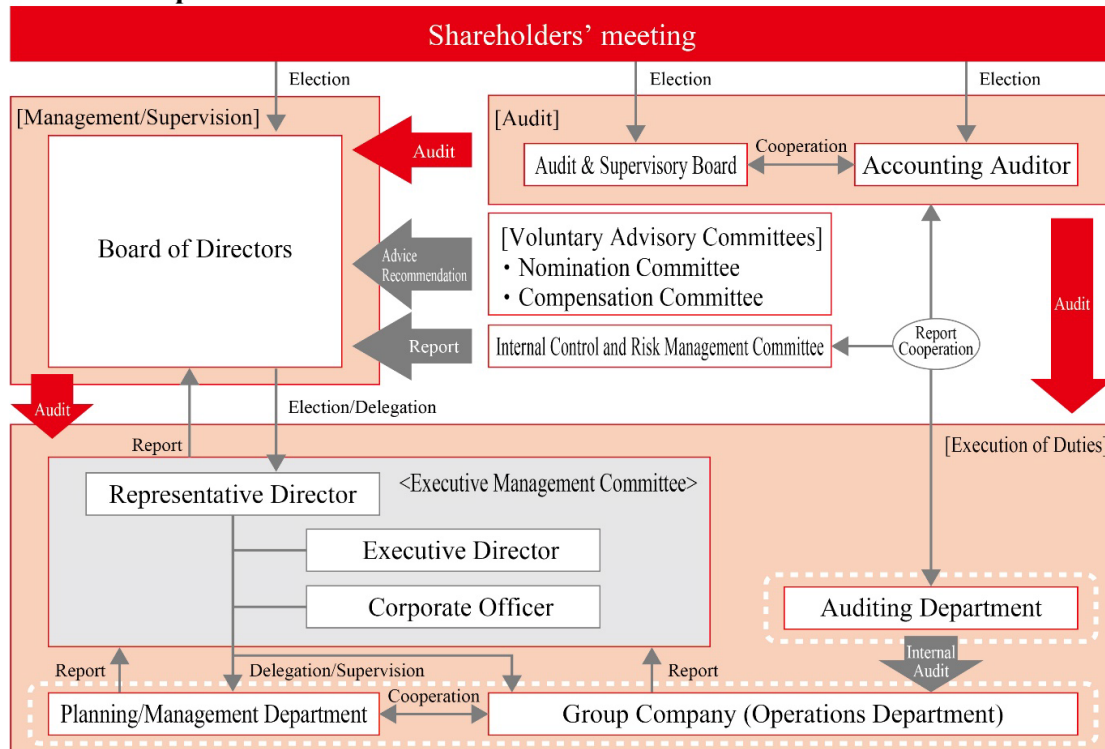 Shareholders' meeting
Election
Election
Election
[Management/Supervision]
Board of Directors
Audit
[Audit]
Audit & Supervisory Board
Cooperation
Accounting Auditor
Advice
Recommendation
[Voluntary Advisory Committees]
・Nomination Committee
・Compensation Committee
Report
Internal Control and Risk Management Committee
Report
Cooperation
Audit
Audit
Report
Election/Delegation
[Execution of Duties]
<Executive Management Committee>
Representative Director
Executive Director
Corporate Officer
Auditing Department
Internal
Audit
Report
Delegation/Supervision
Report
Planning/Management Department
Cooperation
Group Company (Operations Department)